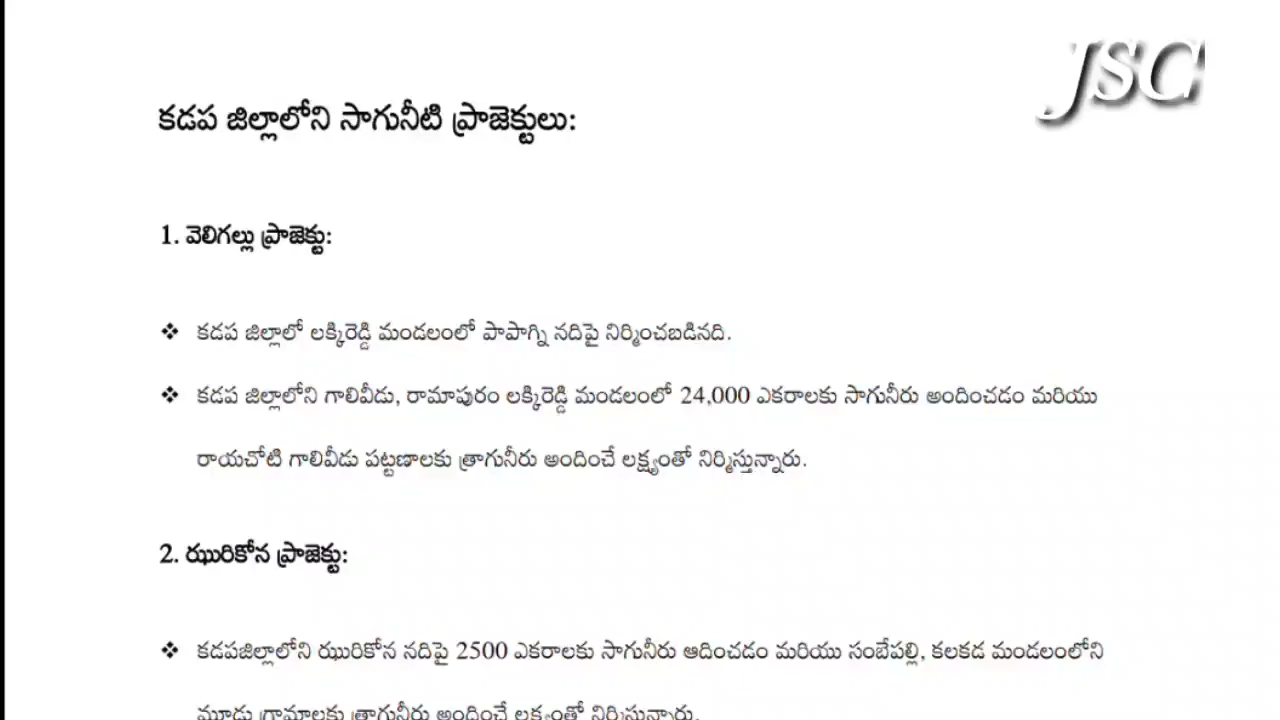 JSC
కడప జిల్లాలోని సాగునీటి ప్రాజెక్టులు:
1. వెలిగల్లు ప్రాజెక్టు:
❖ కడప జిల్లాలో లక్కిరెడ్డి మండలంలో పాపాగ్ని నదిపై నిర్మించబడినది.
❖ కడప జిల్లాలోని గాలివీడు, రామాపురం లక్కిరెడ్డి మండలంలో 24,000 ఎకరాలకు సాగునీరు అందించడం మరియు
రాయచోటి గాలివీడు పట్టణాలకు త్రాగునీరు అందించే లక్ష్యంతో నిర్మిస్తున్నారు.
2. ఝరికోన ప్రాజెక్టు:
❖ కడపజిల్లాలోని ఝరికోన నదిపై 2500 ఎకరాలకు సాగునీరు ఆదించడం మరియు సంబేపల్లి, కలకడ మండలంలోని
మూడు గ్రామాలకు త్రాగునీరు అందించే లక్ష్యంతో నిర్మిస్తున్నారు.